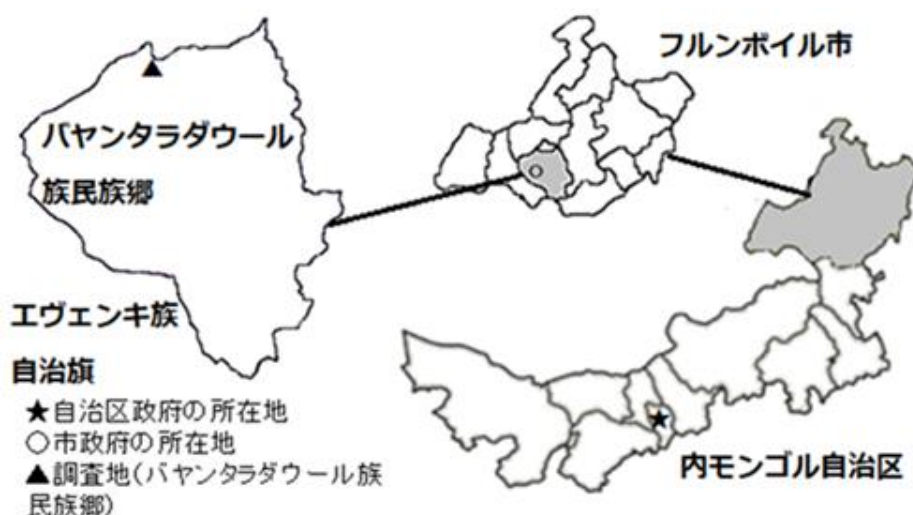 フルンボイル市
バヤンタラダウール
族民族郷
エヴェンキ族
自治旗
★自治区政府の所在地
○市政府の所在地
▲調査地(バヤンタラダウール族
民族郷)
内モンゴル自治区